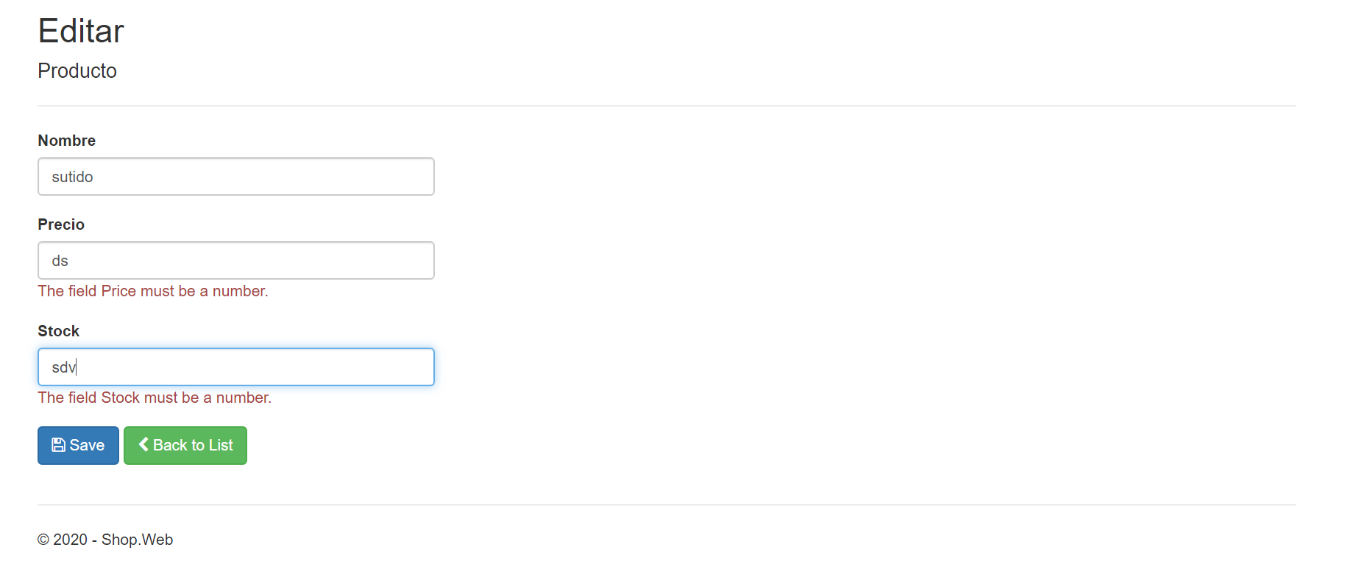 Editar
Producto
Nombre
sutido
Precio
ds
The field Price must be a number.
Stock
sdv
The field Stock must be a number.
Save Back to List
© 2020 - Shop.Web